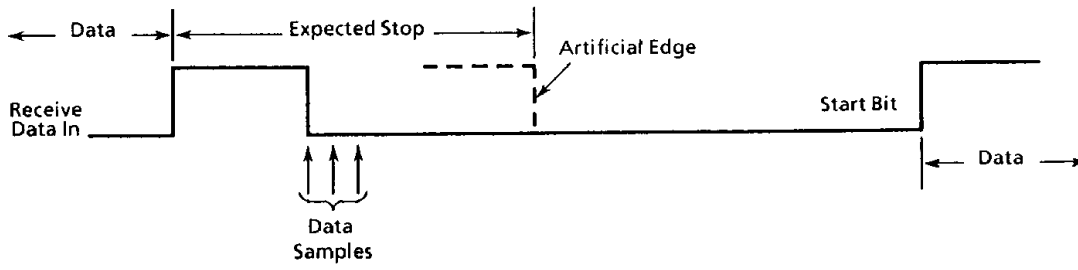 Data
Expected Stop
Artificial Edge
Receive
Data In
Start Bit
Data
Data
Samples